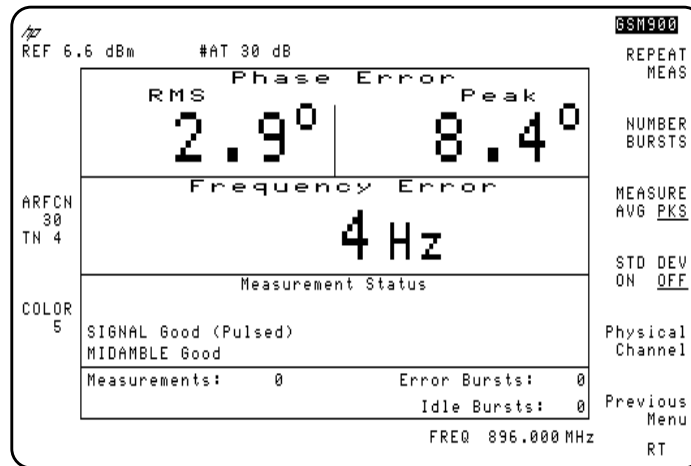 hp
GSM900
REF 6.6 dBm #AT 30 dB
REPEAT
MEAS
Phase Error
RMS Peak
2.9° 8.4°
NUMBER
BURSTS
Frequency Error
4 Hz
MEASURE
AVG PKS
ARFCN
30
TN 4
STD DEV
ON OFF
Measurement Status
COLOR
5
SIGNAL Good (Pulsed)
MIDAMBLE Good
Physical
Channel
Measurements: 0 Error Bursts: 0
Idle Bursts: 0
Previous
Menu
FREQ 896.000 MHz
RT